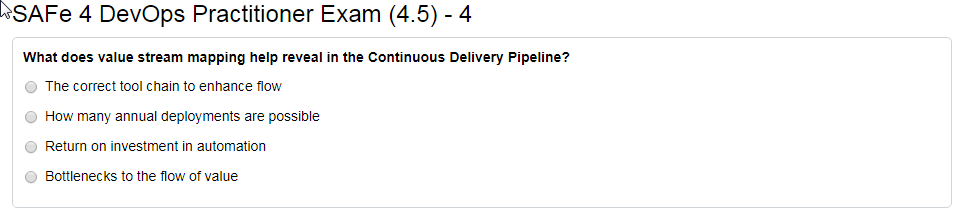 SAFe 4 DevOps Practitioner Exam (4.5) - 4
What does value stream mapping help reveal in the Continuous Delivery Pipeline?
The correct tool chain to enhance flow
How many annual deployments are possible
Return on investment in automation
Bottlenecks to the flow of value